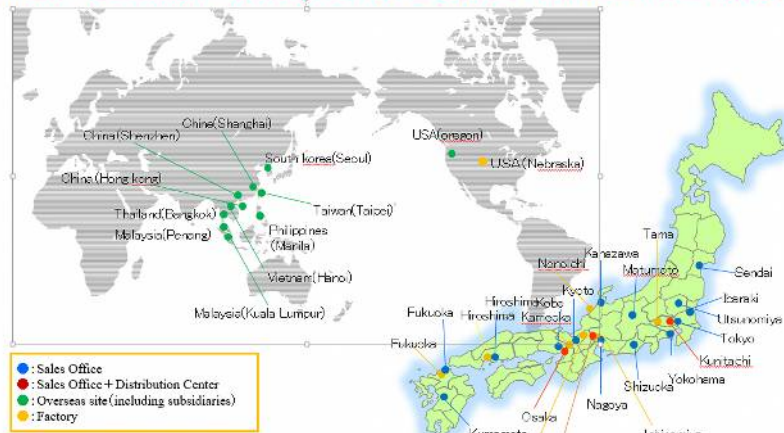 China(Shanghai)
China(Shenzhen)
USA(oregon)
South korea(Seoul)
USA(Nebraska)
China(Hong kong)
Thailand(Bangkok)
Taiwan(Taipei)
Malaysia(Penang)
Philippines
(Manila)
Vietnam(Hanoi)
Malaysia(Kuala Lumpur)
Tama
Kanazawa
Nonoichi
Matumoto
Sendai
Kyoto
Ibaraki
Hiroshima
Kobe
Fukuoka
Hiroshima
Kameoka
Utsunomiya
Tokyo
Fukuoka
Kunitachi
Yokohama
Shizuoka
Nagoya
Osaka
Kumamoto
: Sales Office
: Sales Office + Distribution Center
: Overseas site(including subsidiaries)
: Factory